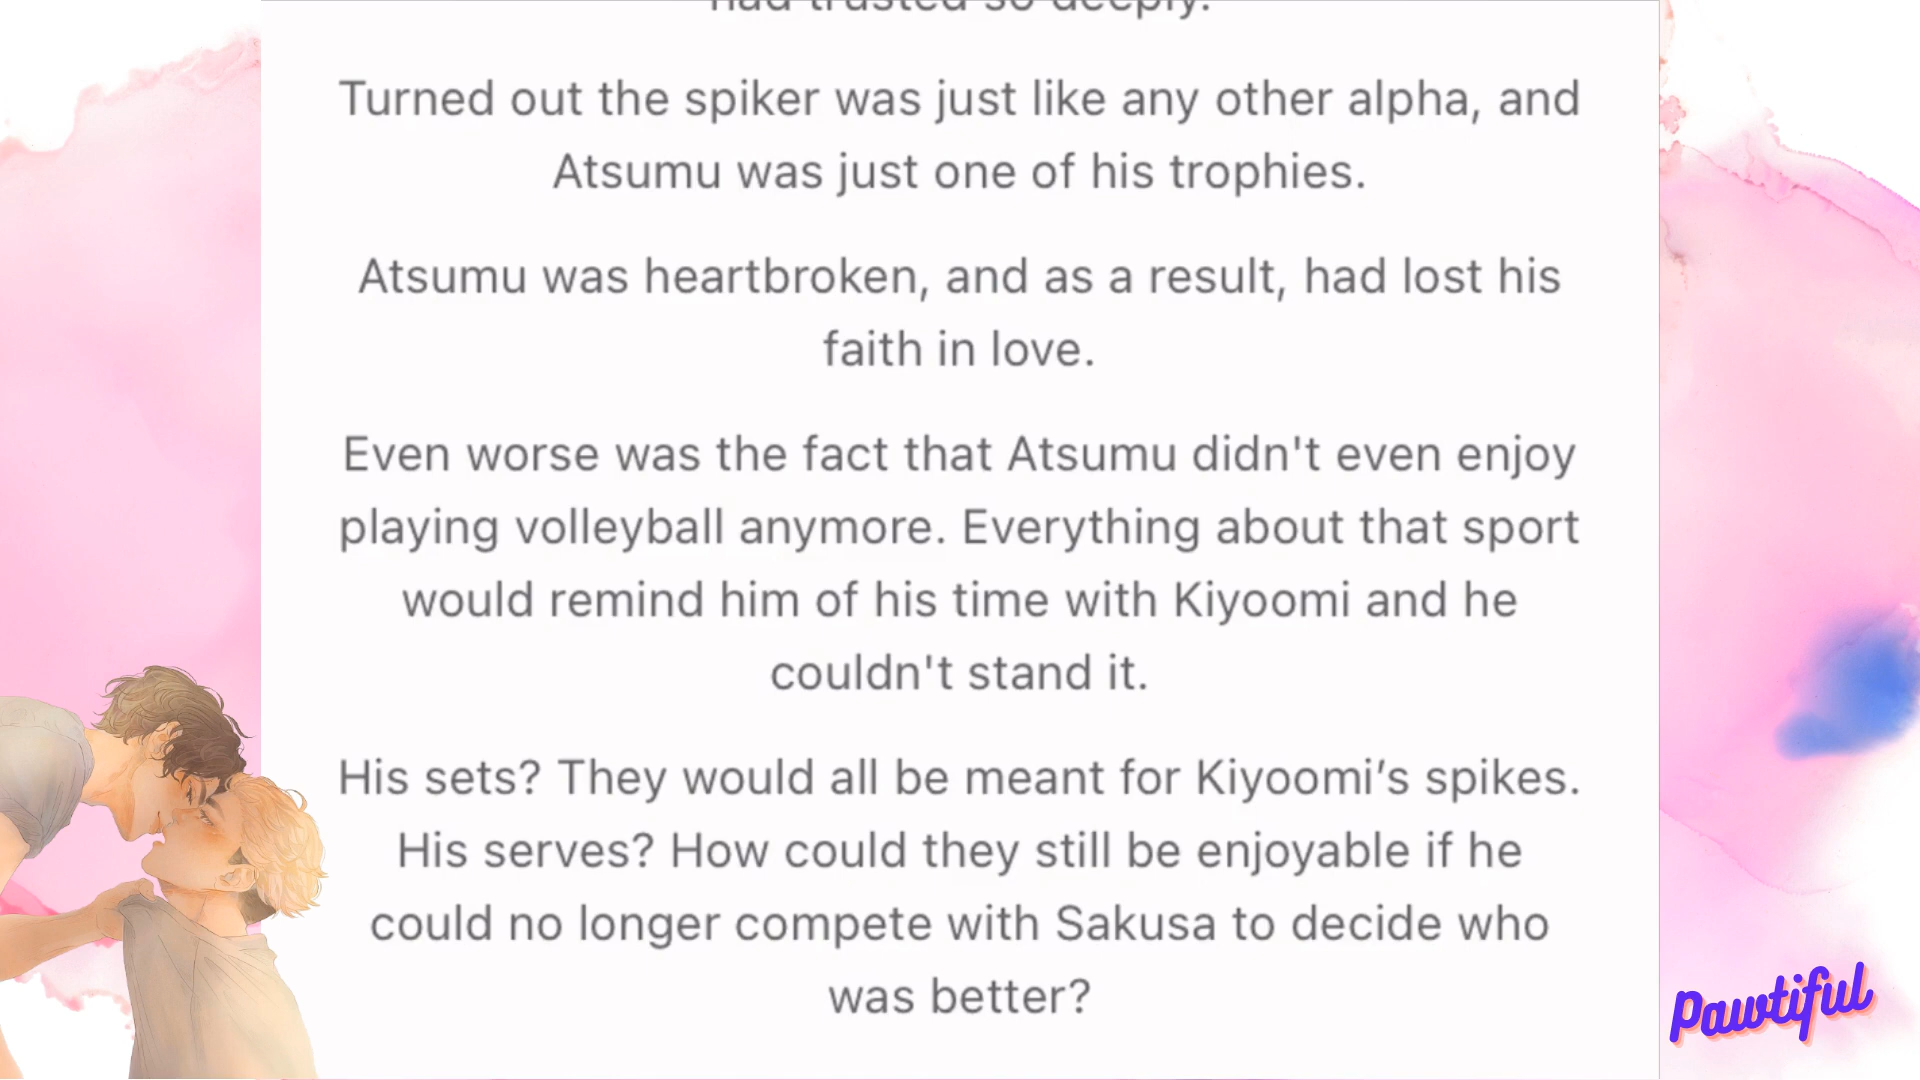 had trusted so deeply.
Turned out the spiker was just like any other alpha, and
Atsumu was just one of his trophies.
Atsumu was heartbroken, and as a result, had lost his
faith in love.
Even worse was the fact that Atsumu didn't even enjoy
playing volleyball anymore. Everything about that sport
would remind him of his time with Kiyoomi and he
couldn't stand it.
His sets? They would all be meant for Kiyoomi’s spikes.
His serves? How could they still be enjoyable if he
could no longer compete with Sakusa to decide who
was better?
Pawtiful